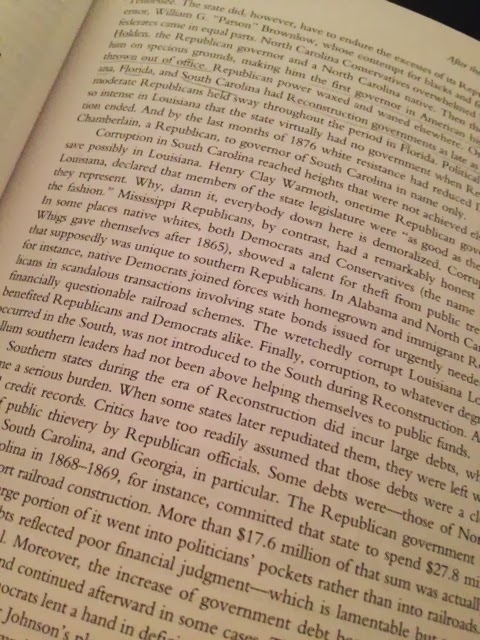 Tennessee. The state did, however, have to endure the excesses of its Rep
After the
ernor, William G. "Parson" Brownlow, whose contempt for blacks and
federates came in equal parts. North Carolina Conservatives overwhelmed
Holden, the Republican governor and a North Carolina native. Then th
him on specious grounds, making him the first governor in American
thrown out of office. Republican power waxed and waned elsewhere.
ana, Florida, and South Carolina had Reconstruction governments as late a
moderate Republicans held sway throughout the period in Florida. Political
so intense in Louisiana that the state virtually had no government when R
tion ended. And by the last months of 1876 white resistance had reduced
Chamberlain, a Republican, to governor of South Carolina in name only.
Corruption in South Carolina reached heights that were not achieved el
save possibly in Louisiana. Henry Clay Warmoth, onetime Republican gov
Louisiana, declared that members of the state legislature were "as good as th
they represent. Why, damn it, everybody down here is demoralized. Corrup
the fashion." Mississippi Republicans, by contrast, had a remarkably honest
In some places native whites, both Democrats and Conservatives (the name
Whigs gave themselves after 1865), showed a talent for theft from public tre
that supposedly was unique to southern Republicans. In Alabama and North Car
for instance, native Democrats joined forces with homegrown and immigrant R
licans in scandalous transactions involving state bonds issued for urgently neede
financially questionable railroad schemes. The wretchedly corrupt Louisiana Lo
benefited Republicans and Democrats alike. Finally, corruption, to whatever degr
occurred in the South, was not introduced to the South during Reconstruction. A
llum southern leaders had not been above helping themselves to public funds.
Southern states during the era of Reconstruction did incur large debts, wh
me a serious burden. When some states later repudiated them, they were left w
credit records. Critics have too readily assumed that those debts were a cl
f public thievery by Republican officials. Some debts were—those of Nor
South Carolina, and Georgia, in particular. The Republican government
olina in 1868–1869, for instance, committed that state to spend $27.8 mi
ort railroad construction. More than $17.6 million of that sum was actuall
arge portion of it went into politicians' pockets rather than into railroads
bts reflected poor financial judgment—which is lamentable but
l. Moreover, the increase of government debt
nd continued afterward in some cases. T
ocrats lent a hand in
Johnson's